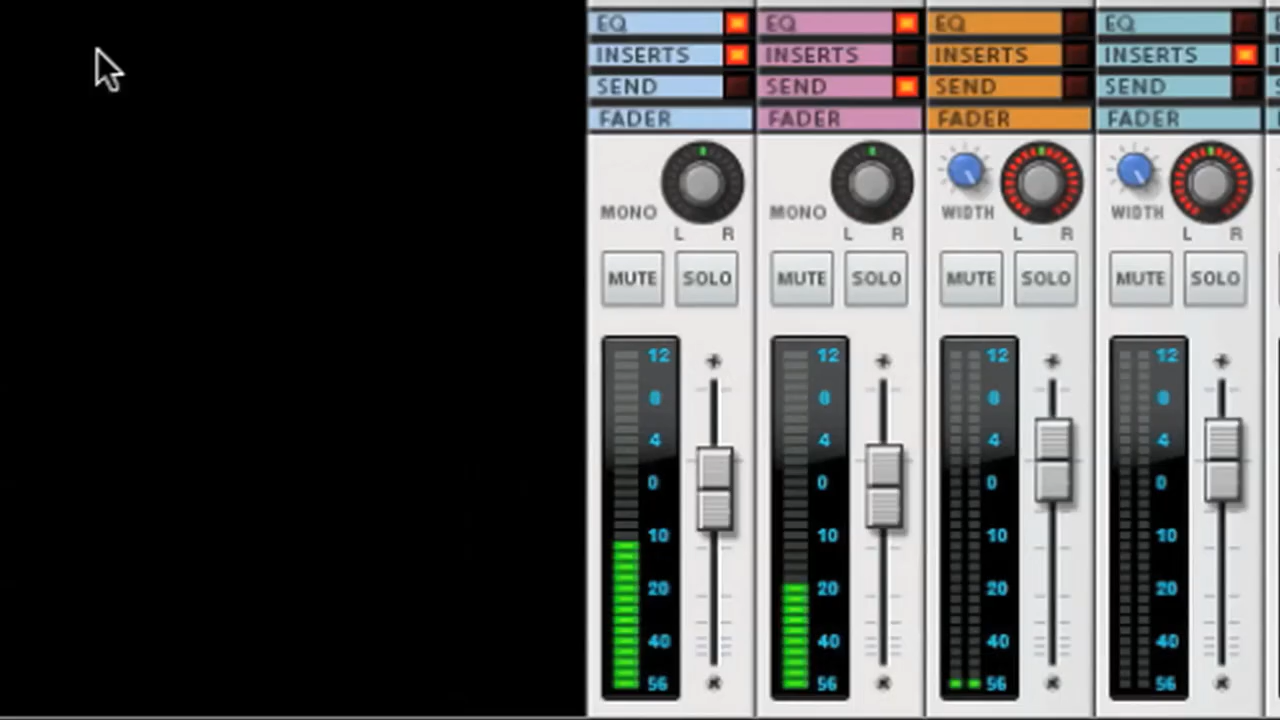 EQ EQ EQ EQ
INSERTS INSERTS INSERTS INSERTS
SEND SEND SEND SEND
FADER FADER FADER FADER
MONO MONO WIDTH WIDTH
L R L R L R L R
MUTE SOLO MUTE SOLO MUTE SOLO MUTE SOLO
12 12 12 12
8 8 8 8
4 4 4 4
0 0 0 0
10 10 10 10
20 20 20 20
40 40 40 40
56 56 56 56